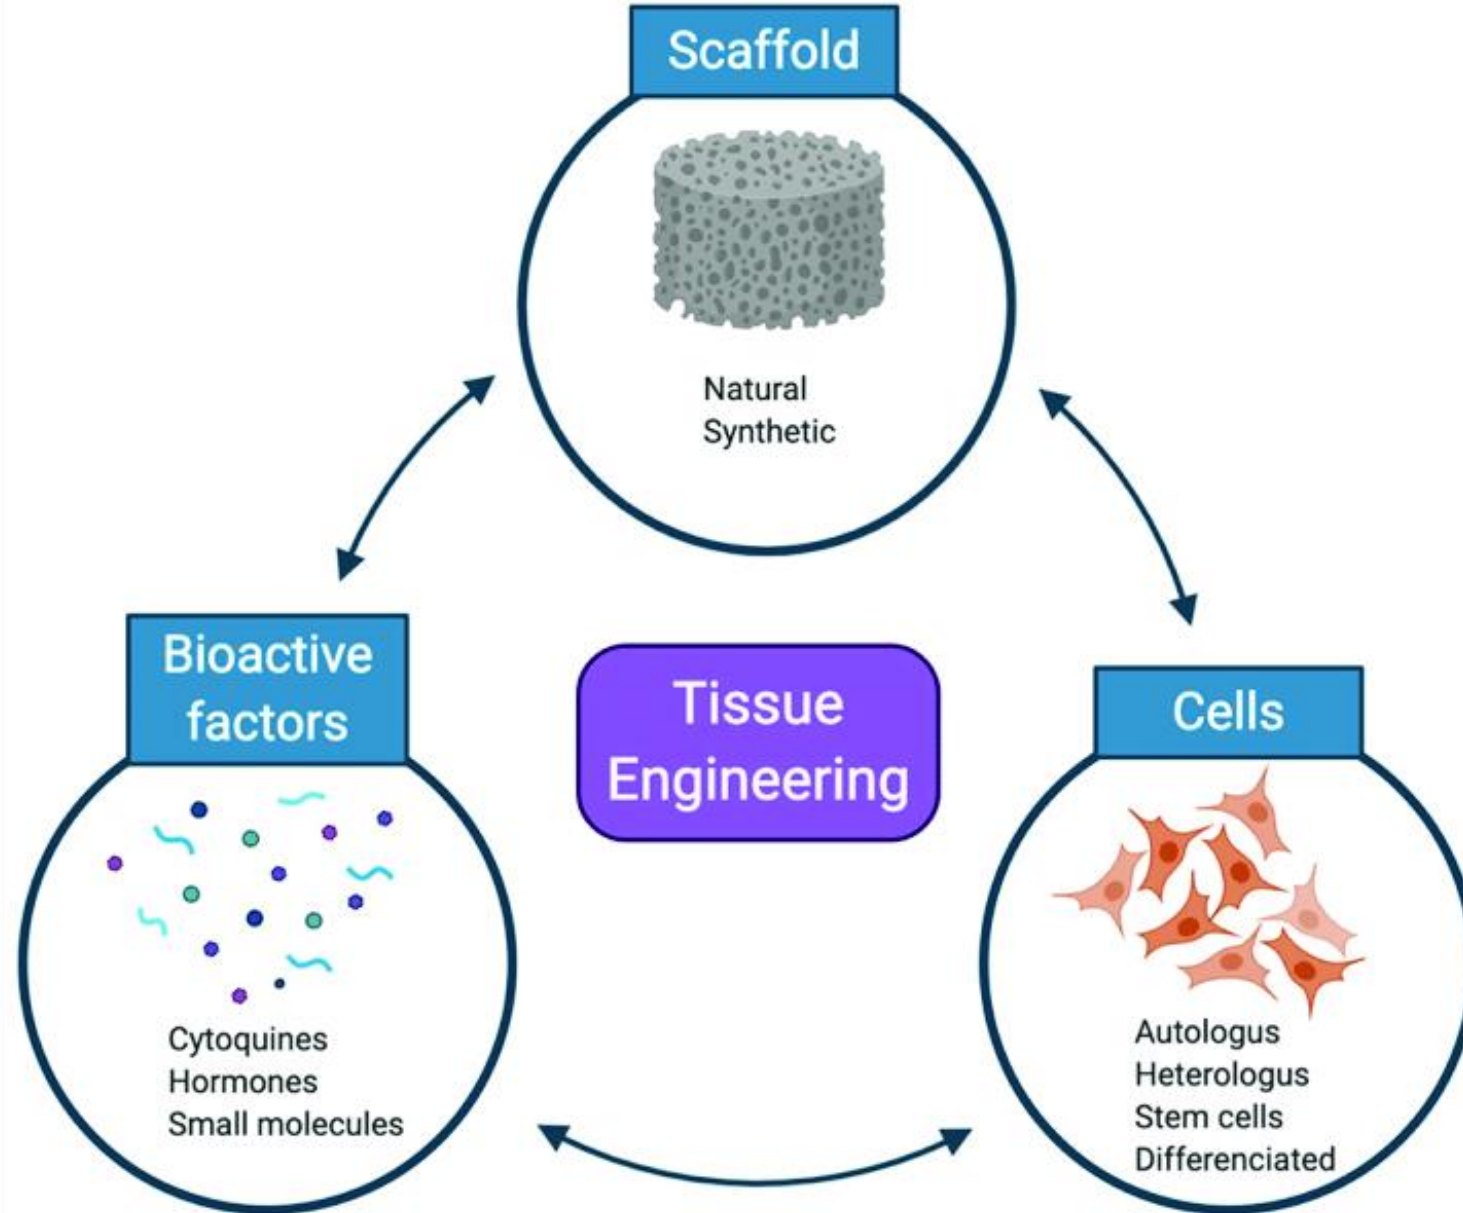 Scaffold
Natural
Synthetic
Bioactive
factors
Cytoquines
Hormones
Small molecules
Tissue
Engineering
Cells
Autologus
Heterologus
Stem cells
Differenciated